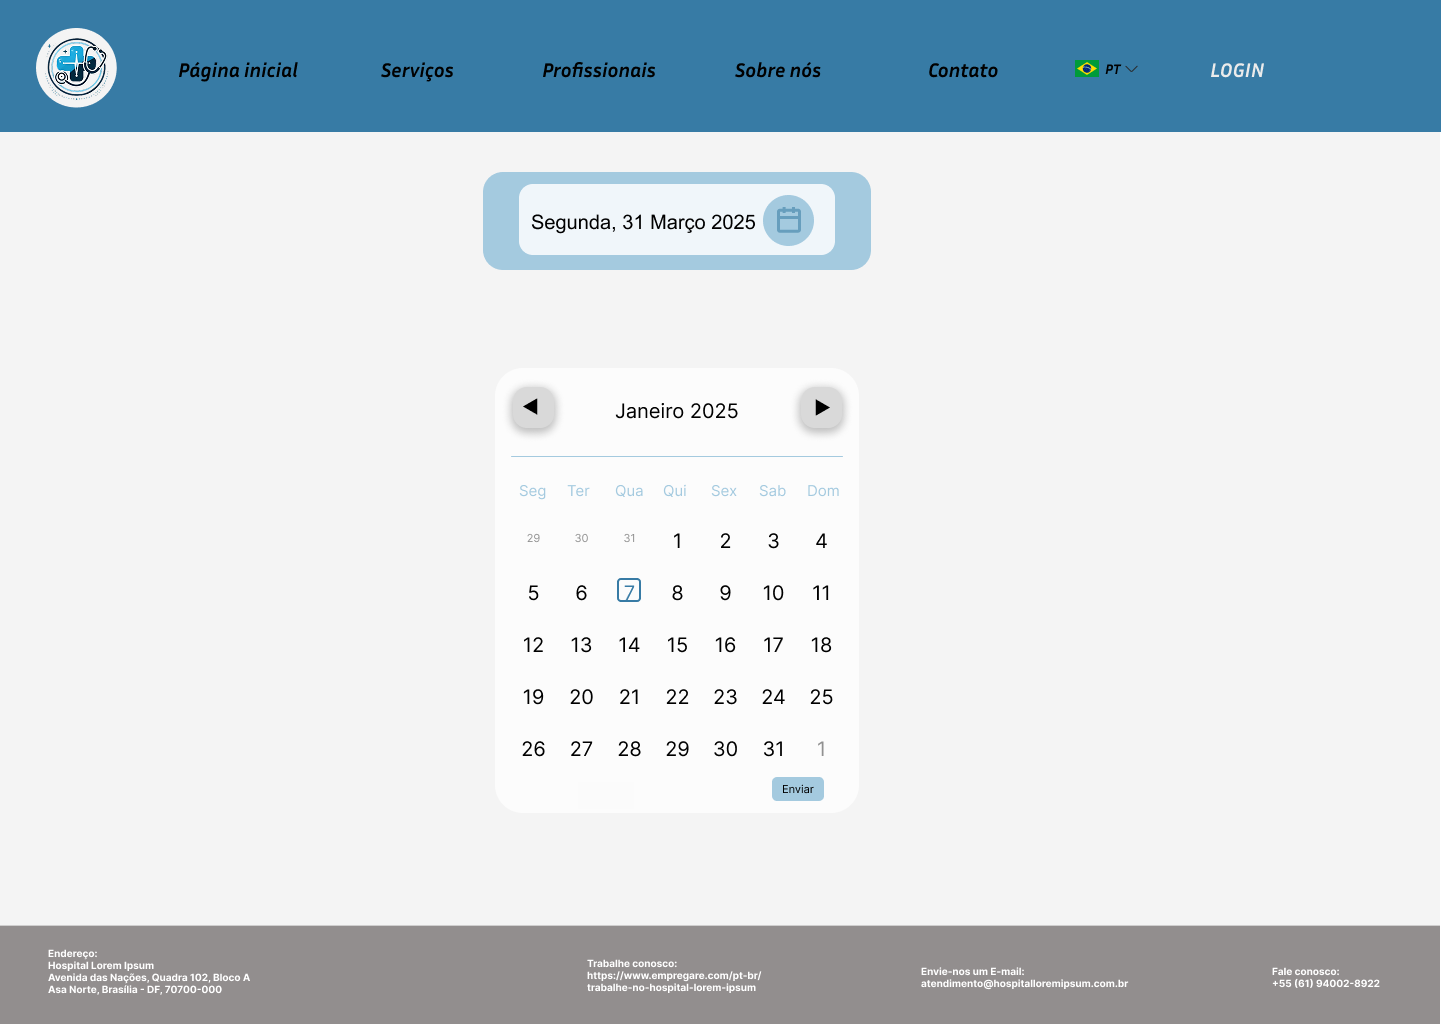 Página inicial Serviços Profissionais Sobre nós Contato PT LOGIN
Segunda, 31 Março 2025
Janeiro 2025
Seg Ter Qua Qui Sex Sab Dom
29 30 31 1 2 3 4
5 6 7 8 9 10 11
12 13 14 15 16 17 18
19 20 21 22 23 24 25
26 27 28 29 30 31 1
Enviar
Endereço:
Hospital Lorem Ipsum
Avenida das Nações, Quadra 102, Bloco A
Asa Norte, Brasília - DF, 70700-000
Trabalhe conosco:
https://www.empregare.com/pt-br/
trabalhe-no-hospital-lorem-ipsum
Envie-nos um E-mail:
atendimento@hospitalloremipsum.com.br
Fale conosco:
+55 (61) 94002-8922